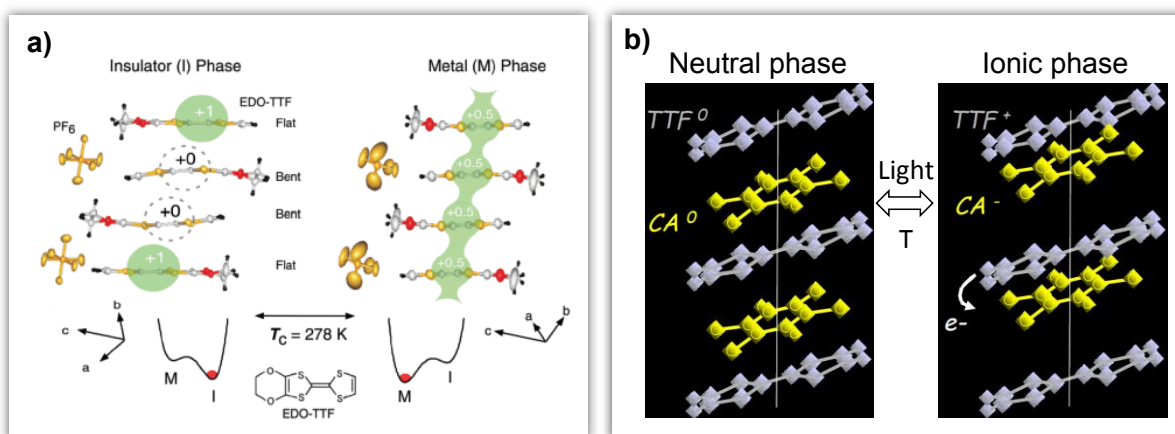 a)
Insulator (I) Phase
Metal (M) Phase
EDO-TTF
+1
Flat
+0.5
PF6
+0
Bent
+0.5
+0
Bent
+0.5
+1
Flat
+0.5
b
c
a
TC = 278 K
a
b
c
M
I
S
S
S
S
O
O
EDO-TTF
M
I
b)
Neutral phase
Ionic phase
TTF 0
TTF +
Light
CA 0
CA -
T
e-